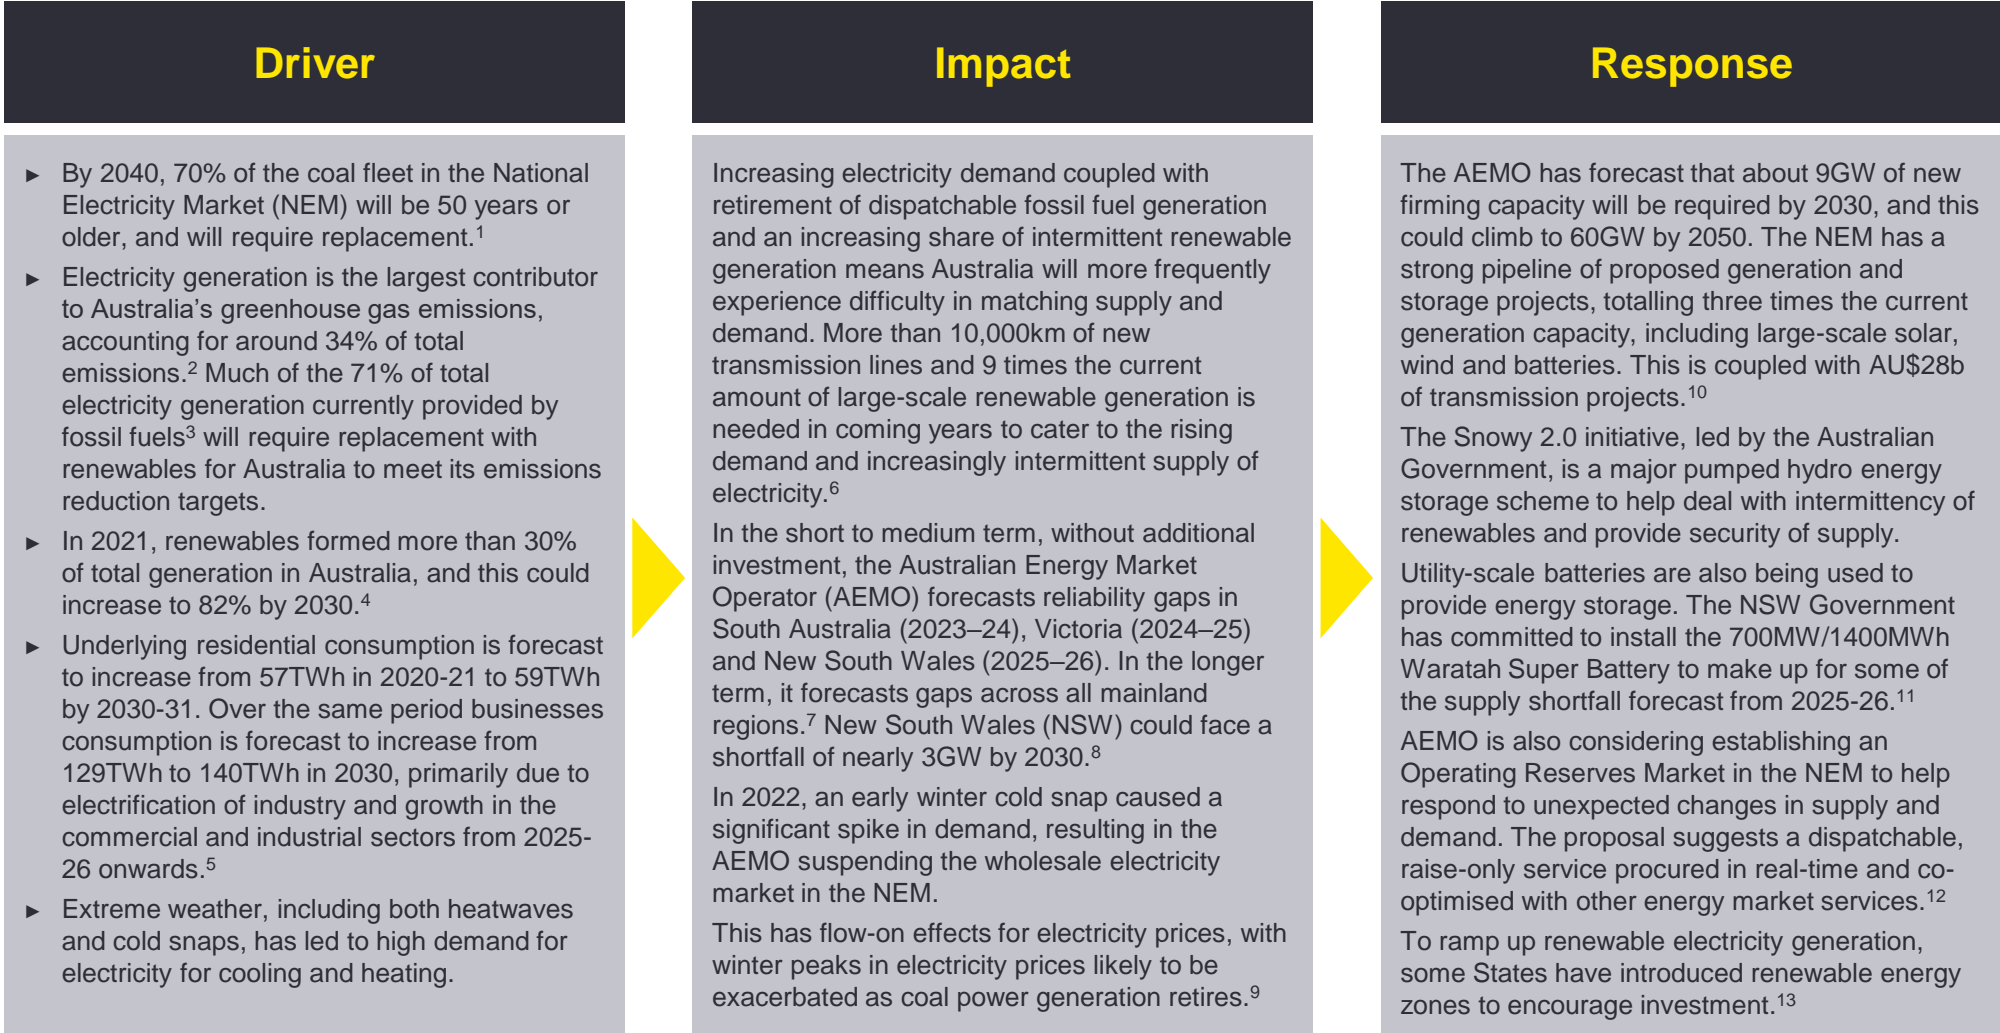 Driver
► By 2040, 70% of the coal fleet in the National
Electricity Market (NEM) will be 50 years or
older, and will require replacement.¹
► Electricity generation is the largest contributor
to Australia’s greenhouse gas emissions,
accounting for around 34% of total
emissions.² Much of the 71% of total
electricity generation currently provided by
fossil fuels³ will require replacement with
renewables for Australia to meet its emissions
reduction targets.
► In 2021, renewables formed more than 30%
of total generation in Australia, and this could
increase to 82% by 2030.⁴
► Underlying residential consumption is forecast
to increase from 57TWh in 2020-21 to 59TWh
by 2030-31. Over the same period businesses
consumption is forecast to increase from
129TWh to 140TWh in 2030, primarily due to
electrification of industry and growth in the
commercial and industrial sectors from 2025-
26 onwards.⁵
► Extreme weather, including both heatwaves
and cold snaps, has led to high demand for
electricity for cooling and heating.
Impact
Increasing electricity demand coupled with
retirement of dispatchable fossil fuel generation
and an increasing share of intermittent renewable
generation means Australia will more frequently
experience difficulty in matching supply and
demand. More than 10,000km of new
transmission lines and 9 times the current
amount of large-scale renewable generation is
needed in coming years to cater to the rising
demand and increasingly intermittent supply of
electricity.⁶
In the short to medium term, without additional
investment, the Australian Energy Market
Operator (AEMO) forecasts reliability gaps in
South Australia (2023–24), Victoria (2024–25)
and New South Wales (2025–26). In the longer
term, it forecasts gaps across all mainland
regions.⁷ New South Wales (NSW) could face a
shortfall of nearly 3GW by 2030.⁸
In 2022, an early winter cold snap caused a
significant spike in demand, resulting in the
AEMO suspending the wholesale electricity
market in the NEM.
This has flow-on effects for electricity prices, with
winter peaks in electricity prices likely to be
exacerbated as coal power generation retires.⁹
Response
The AEMO has forecast that about 9GW of new
firming capacity will be required by 2030, and this
could climb to 60GW by 2050. The NEM has a
strong pipeline of proposed generation and
storage projects, totalling three times the current
generation capacity, including large-scale solar,
wind and batteries. This is coupled with AU$28b
of transmission projects.¹⁰
The Snowy 2.0 initiative, led by the Australian
Government, is a major pumped hydro energy
storage scheme to help deal with intermittency of
renewables and provide security of supply.
Utility-scale batteries are also being used to
provide energy storage. The NSW Government
has committed to install the 700MW/1400MWh
Waratah Super Battery to make up for some of
the supply shortfall forecast from 2025-26.¹¹
AEMO is also considering establishing an
Operating Reserves Market in the NEM to help
respond to unexpected changes in supply and
demand. The proposal suggests a dispatchable,
raise-only service procured in real-time and co-
optimised with other energy market services.¹²
To ramp up renewable electricity generation,
some States have introduced renewable energy
zones to encourage investment.¹³